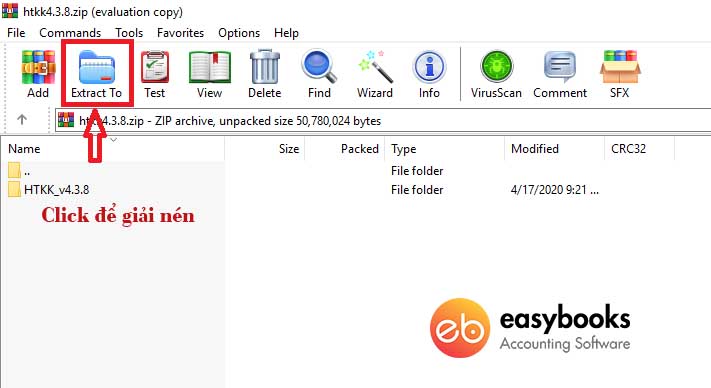 htkk4.3.8.zip (evaluation copy)
File Commands Tools Favorites Options Help
Add Extract To Test View Delete Find Wizard Info VirusScan Comment SFX
htkk4.3.8.zip - ZIP archive, unpacked size 50,780,024 bytes
Name Size Packed Type Modified CRC32
.. File folder
HTKK_v4.3.8 File folder 4/17/2020 9:21 ...
Click để giải nén
eb easybooks
Accounting Software